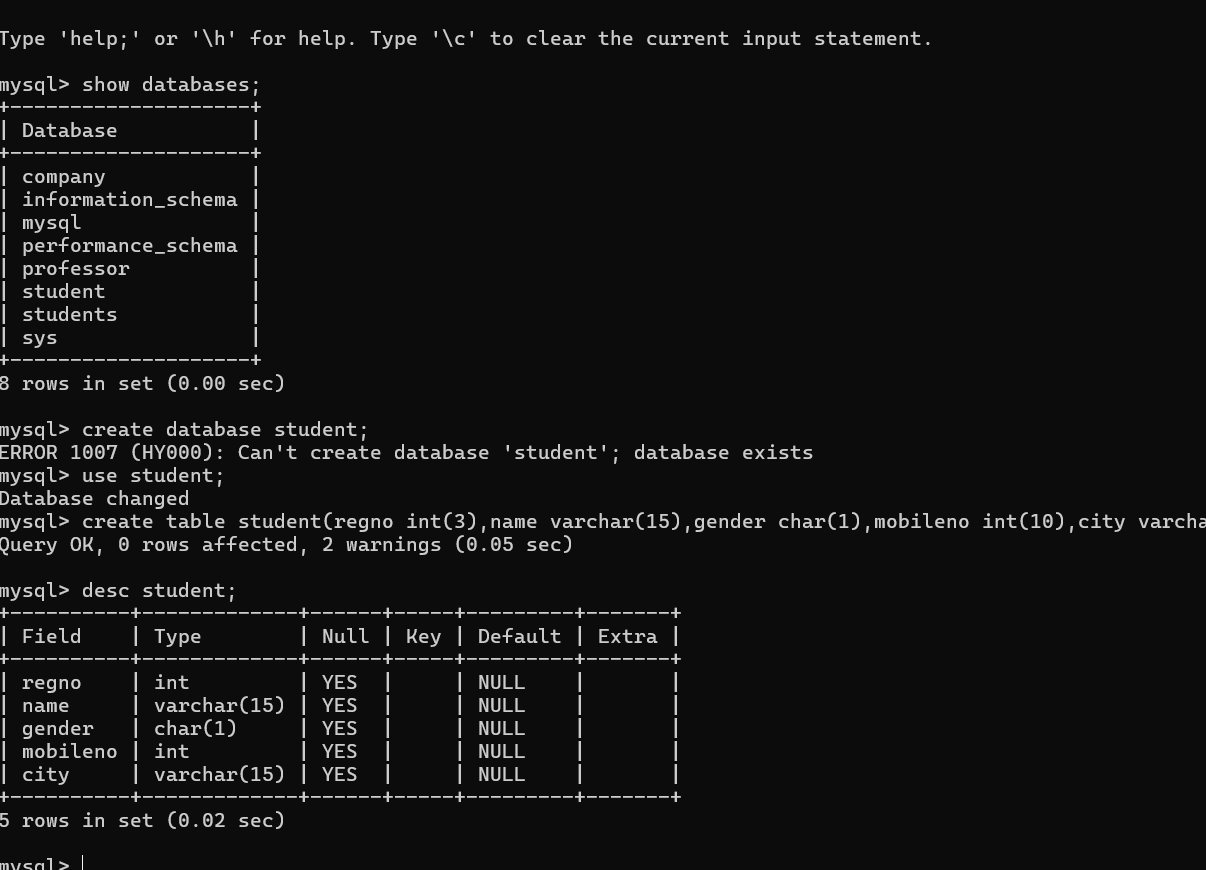 Type 'help;' or '\h' for help. Type '\c' to clear the current input statement.
mysql> show databases;
+--------------------+
| Database           |
+--------------------+
| company            |
| information_schema |
| mysql              |
| performance_schema |
| professor          |
| student            |
| students           |
| sys                |
+--------------------+
8 rows in set (0.00 sec)
mysql> create database student;
ERROR 1007 (HY000): Can't create database 'student'; database exists
mysql> use student;
Database changed
mysql> create table student(regno int(3),name varchar(15),gender char(1),mobileno int(10),city varcha
Query OK, 0 rows affected, 2 warnings (0.05 sec)
mysql> desc student;
+----------+-------------+------+-----+---------+-------+
| Field    | Type        | Null | Key | Default | Extra |
+----------+-------------+------+-----+---------+-------+
| regno    | int         | YES  |     | NULL    |       |
| name     | varchar(15) | YES  |     | NULL    |       |
| gender   | char(1)     | YES  |     | NULL    |       |
| mobileno | int         | YES  |     | NULL    |       |
| city     | varchar(15) | YES  |     | NULL    |       |
+----------+-------------+------+-----+---------+-------+
5 rows in set (0.02 sec)
mysql>